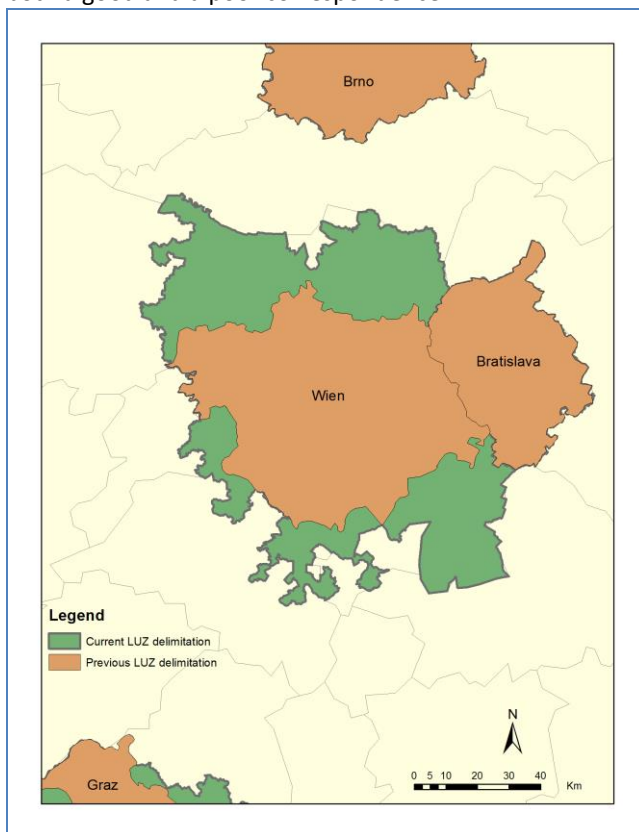 Brno
Wien
Bratislava
Legend
Current LUZ delimitation
Previous LUZ delimitation
Graz
N
0 5 10 20 30 40
Km